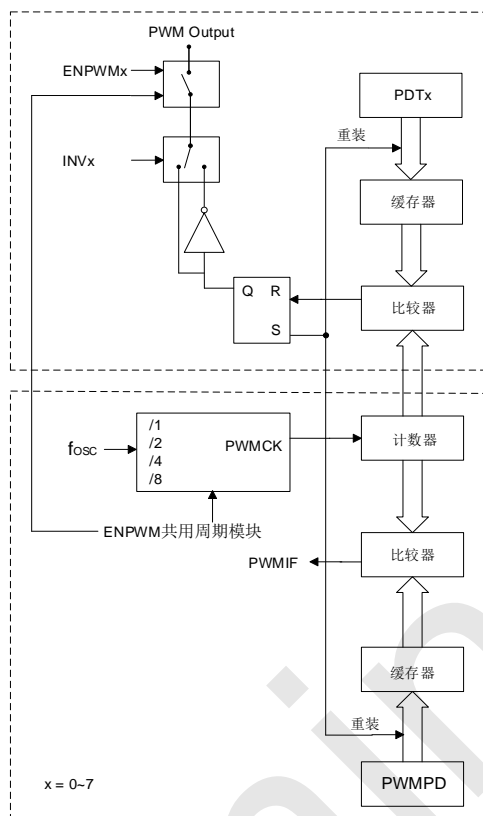 PWM Output
ENPWMx
PDTx
重装
INVx
缓存器
Q
R
S
比较器
/1
/2
/4
/8
fOSC
PWMCK
计数器
ENPWM共用周期模块
PWMIF
比较器
缓存器
重装
PWMPD
x = 0~7